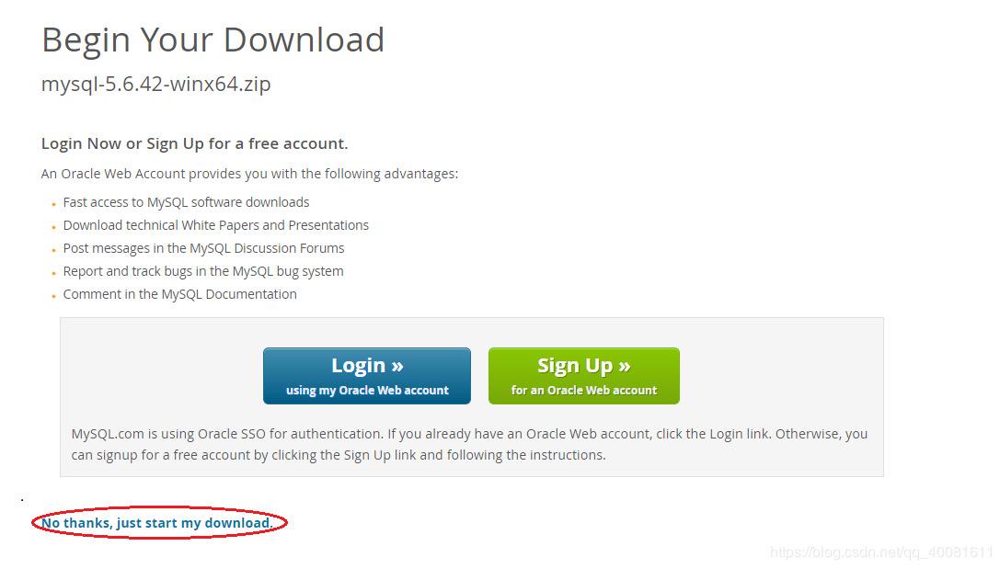 Begin Your Download
mysql-5.6.42-winx64.zip
Login Now or Sign Up for a free account.
An Oracle Web Account provides you with the following advantages:
Fast access to MySQL software downloads
Download technical White Papers and Presentations
Post messages in the MySQL Discussion Forums
Report and track bugs in the MySQL bug system
Comment in the MySQL Documentation
Login »
using my Oracle Web account
Sign Up »
for an Oracle Web account
MySQL.com is using Oracle SSO for authentication. If you already have an Oracle Web account, click the Login link. Otherwise, you
can signup for a free account by clicking the Sign Up link and following the instructions.
No thanks, just start my download.
https://blog.csdn.net/qq_40081611